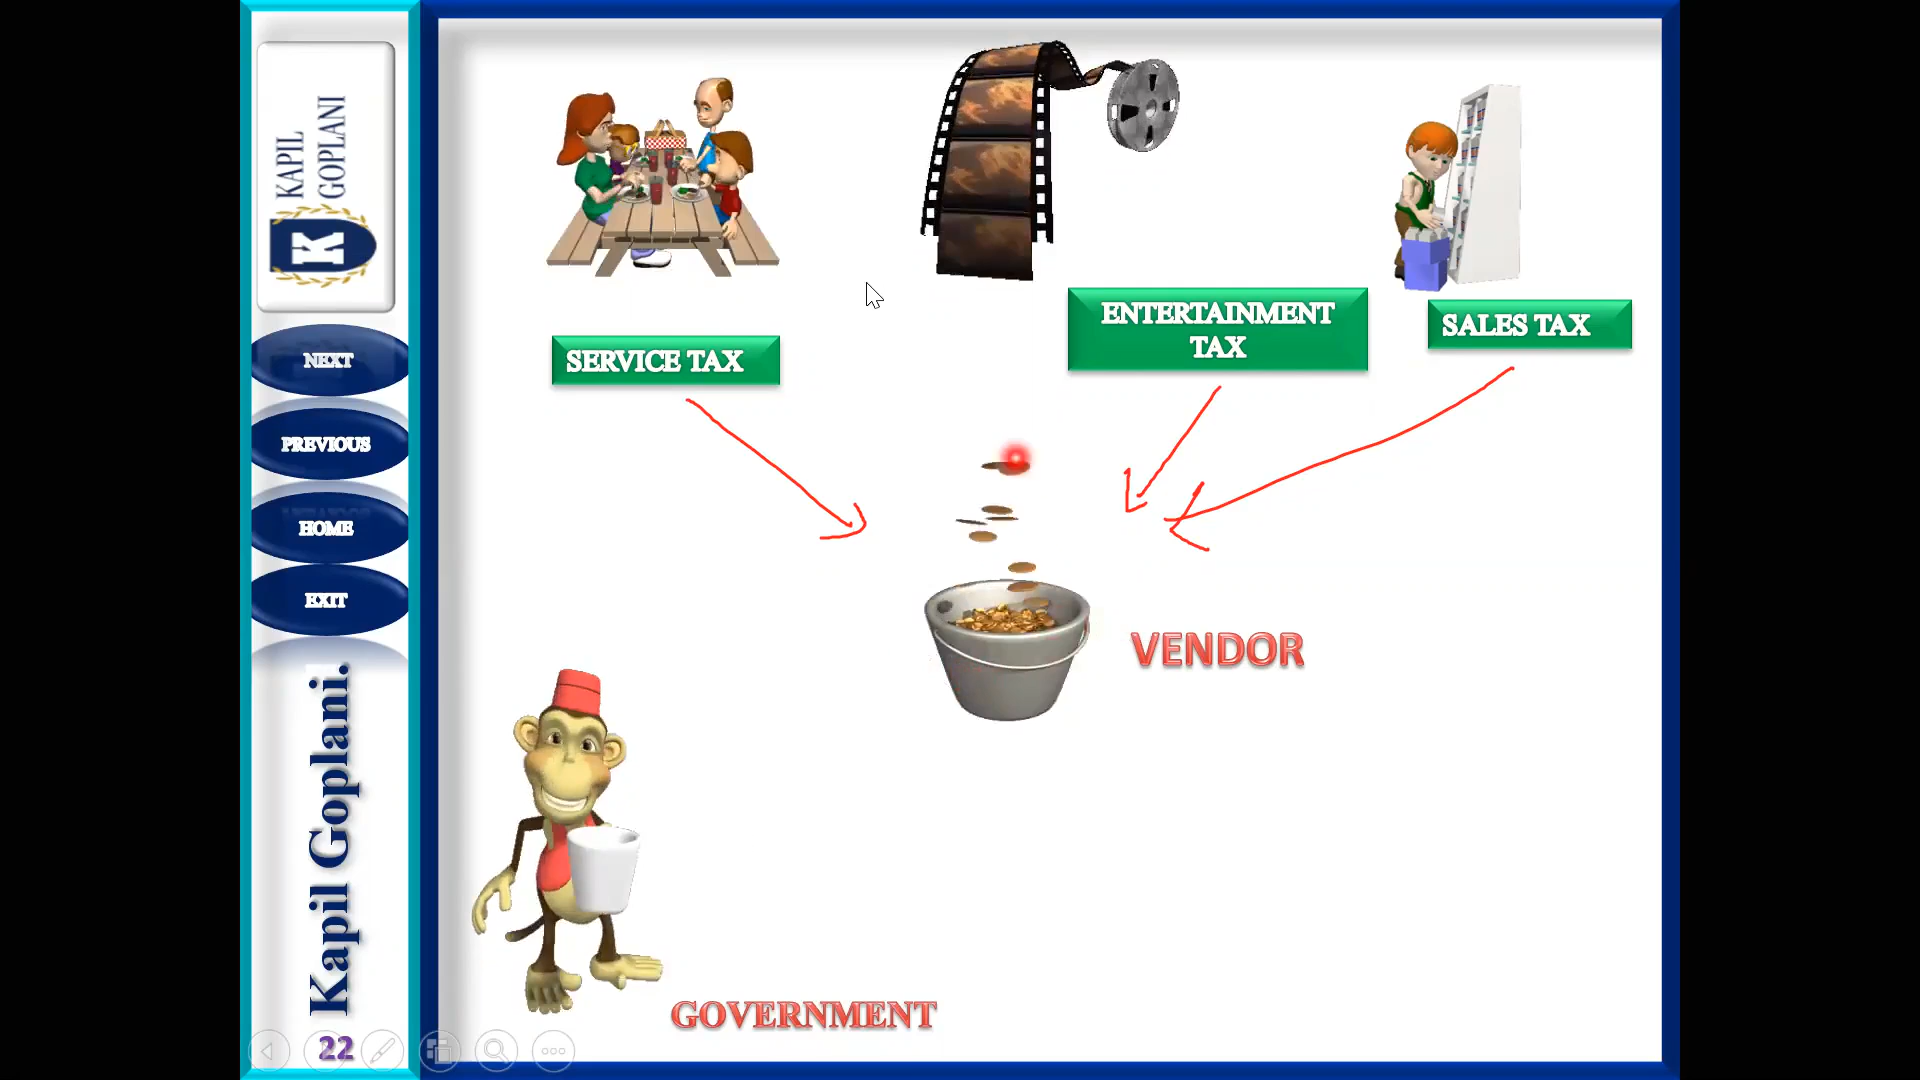 KAPIL
GOPLANI
K
NEXT
PREVIOUS
HOME
EXIT
Kapil Goplani.
22
SERVICE TAX
ENTERTAINMENT
TAX
SALES TAX
VENDOR
GOVERNMENT